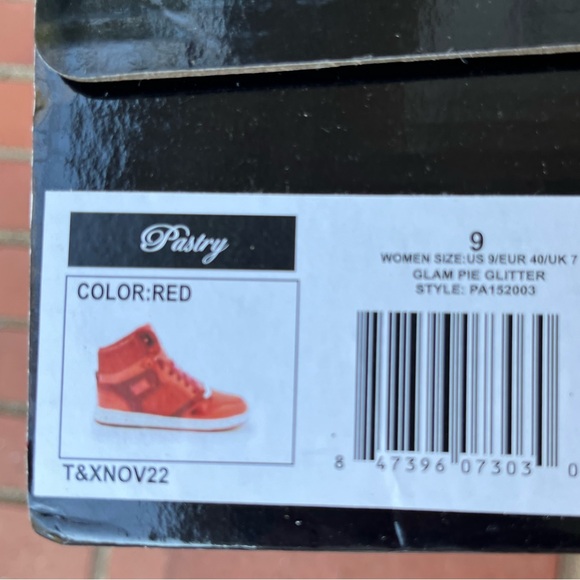 Pastry
COLOR:RED
T&XNOV22
9
WOMEN SIZE:US 9/EUR 40/UK 7
GLAM PIE GLITTER
STYLE: PA152003
8 47396 07303 0